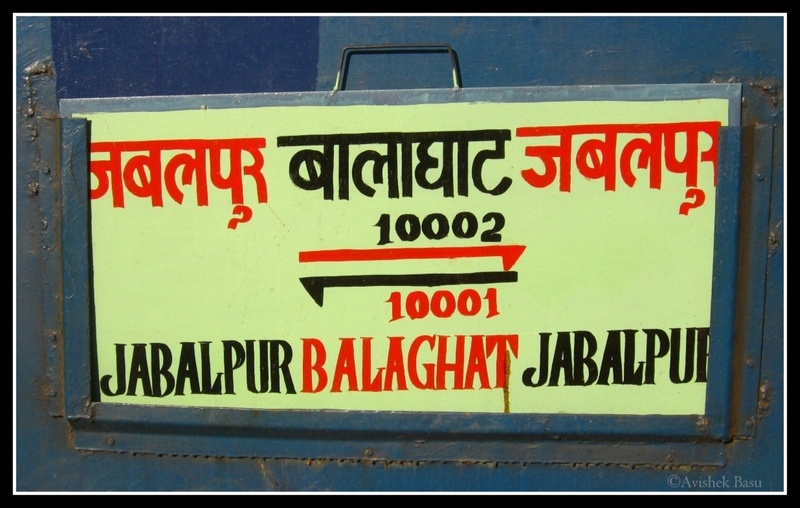 जबलपुर बालाघाट जबलपुर
10002
10001
JABALPUR BALAGHAT JABALPUR
©Avishek Basu